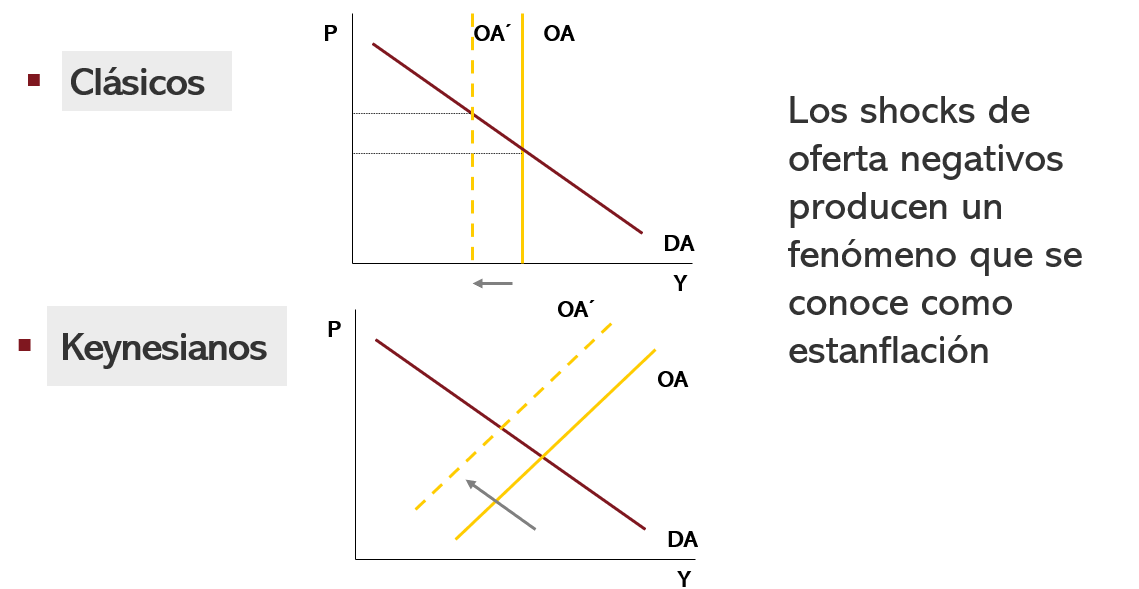 Clásicos
P
OA´
OA
DA
Y
Keynesianos
P
OA´
OA
DA
Y
Los shocks de
oferta negativos
producen un
fenómeno que se
conoce como
estanflación